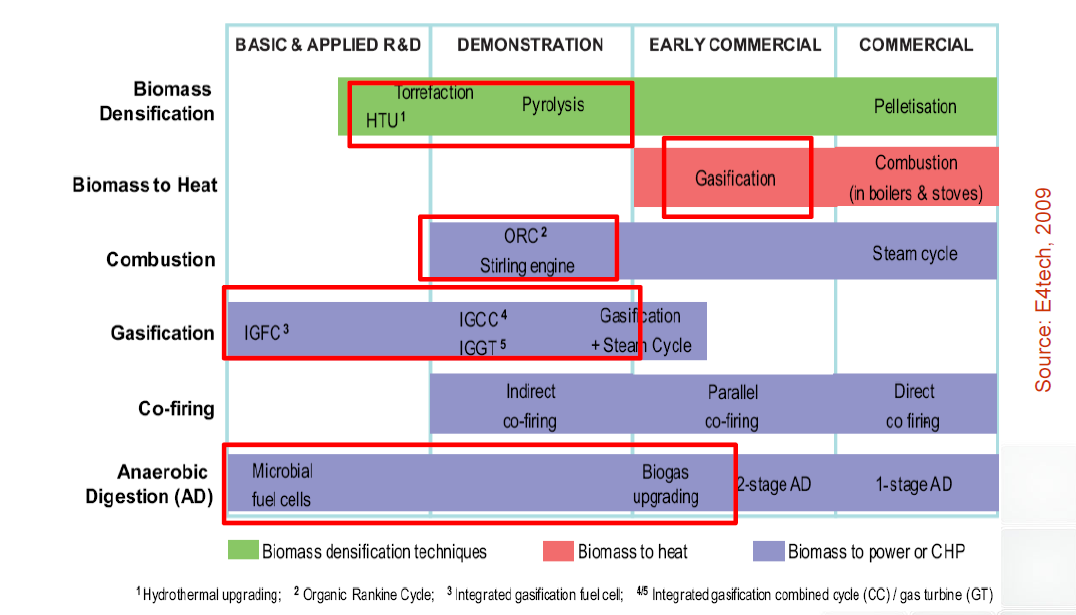 BASIC & APPLIED R&D DEMONSTRATION EARLY COMMERCIAL COMMERCIAL
Biomass
Densification
Torrefaction
HTU¹
Pyrolysis
Pelletisation
Biomass to Heat
Gasification
Combustion
(in boilers & stoves)
Combustion
ORC²
Stirling engine
Steam cycle
Gasification
IGFC³
IGCC⁴
IGGT⁵
Gasification
+ Steam Cycle
Co-firing
Indirect
co-firing
Parallel
co-firing
Direct
co firing
Anaerobic
Digestion (AD)
Microbial
fuel cells
Biogas
upgrading
2-stage AD
1-stage AD
Biomass densification techniques Biomass to heat Biomass to power or CHP
¹ Hydrothermal upgrading; ² Organic Rankine Cycle; ³ Integrated gasification fuel cell; ⁴/⁵ Integrated gasification combined cycle (CC) / gas turbine (GT)
Source: E4tech, 2009